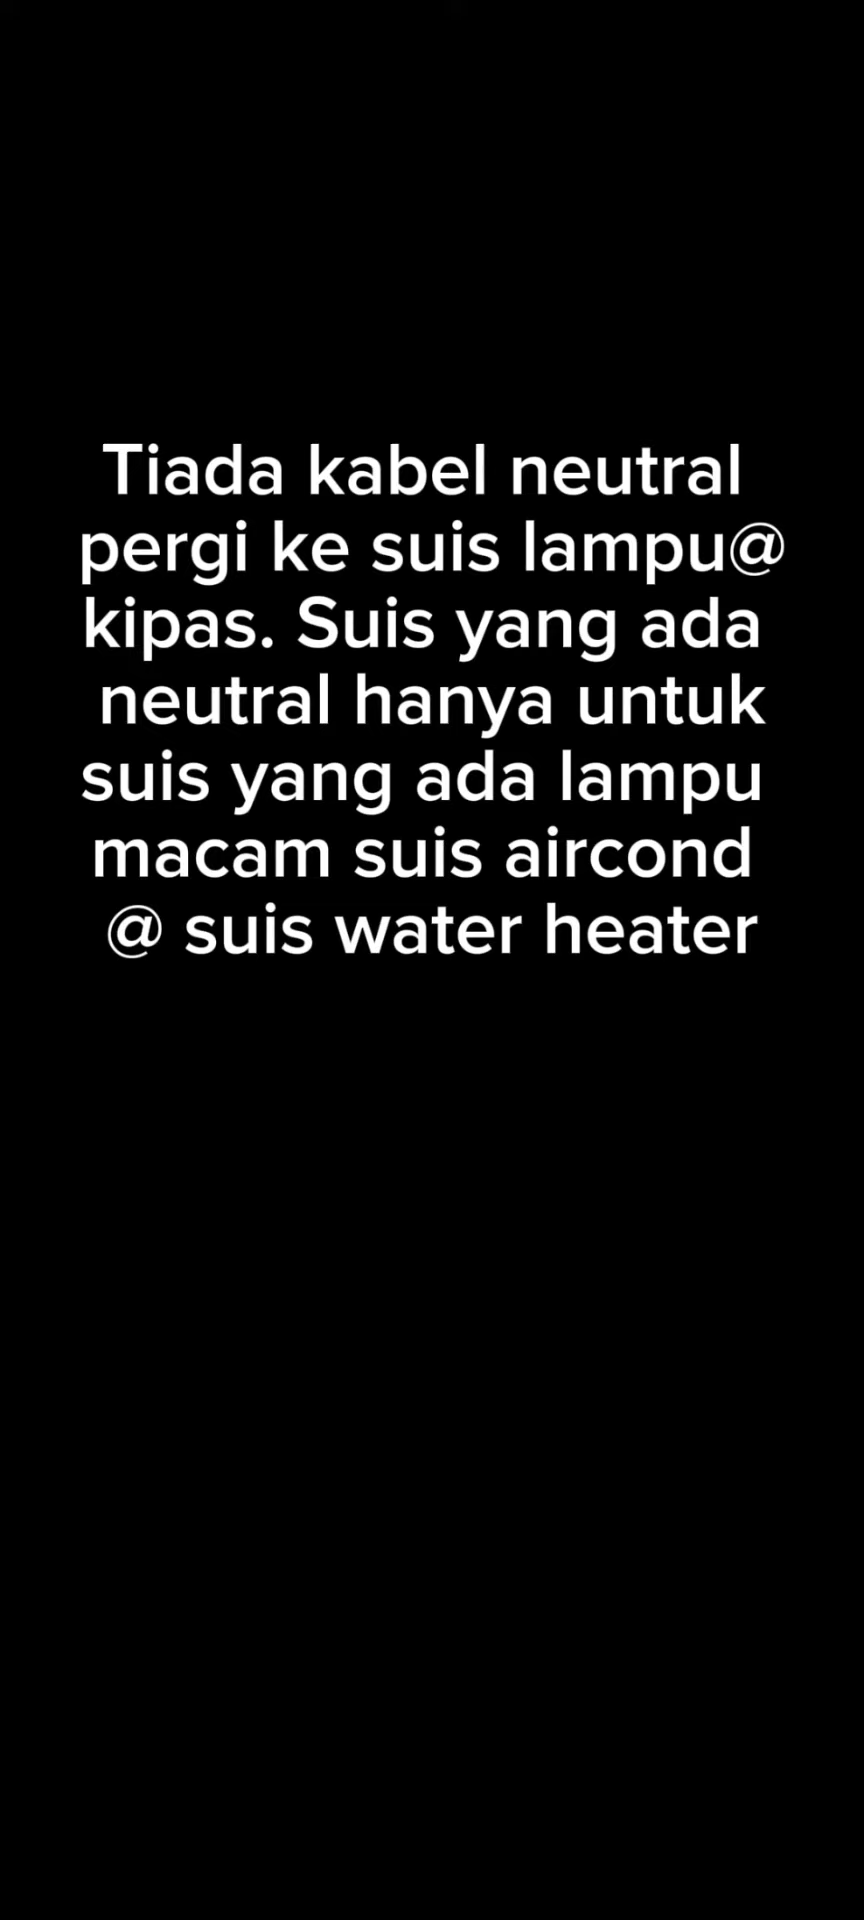 Tiada kabel neutral
pergi ke suis lampu@
kipas. Suis yang ada
neutral hanya untuk
suis yang ada lampu
macam suis aircond
@ suis water heater